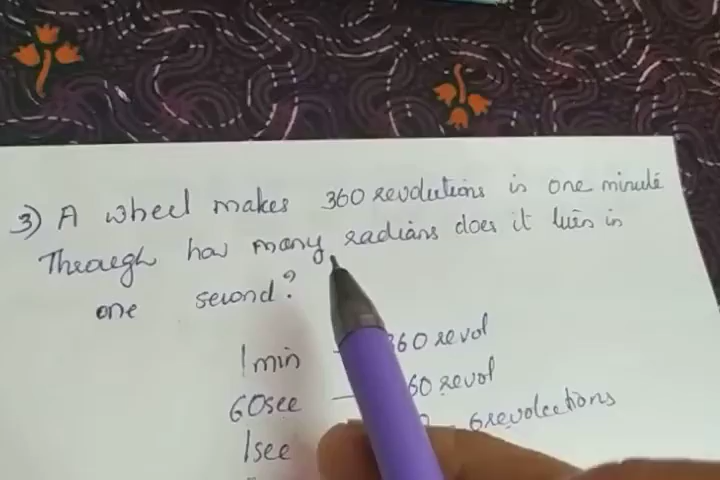 3) A wheel makes 360 revolutions in one minute
Through how many radians does it turn in
one second?
1 min 360 revol
60 sec — 60 revol
1 sec 6 revolutions